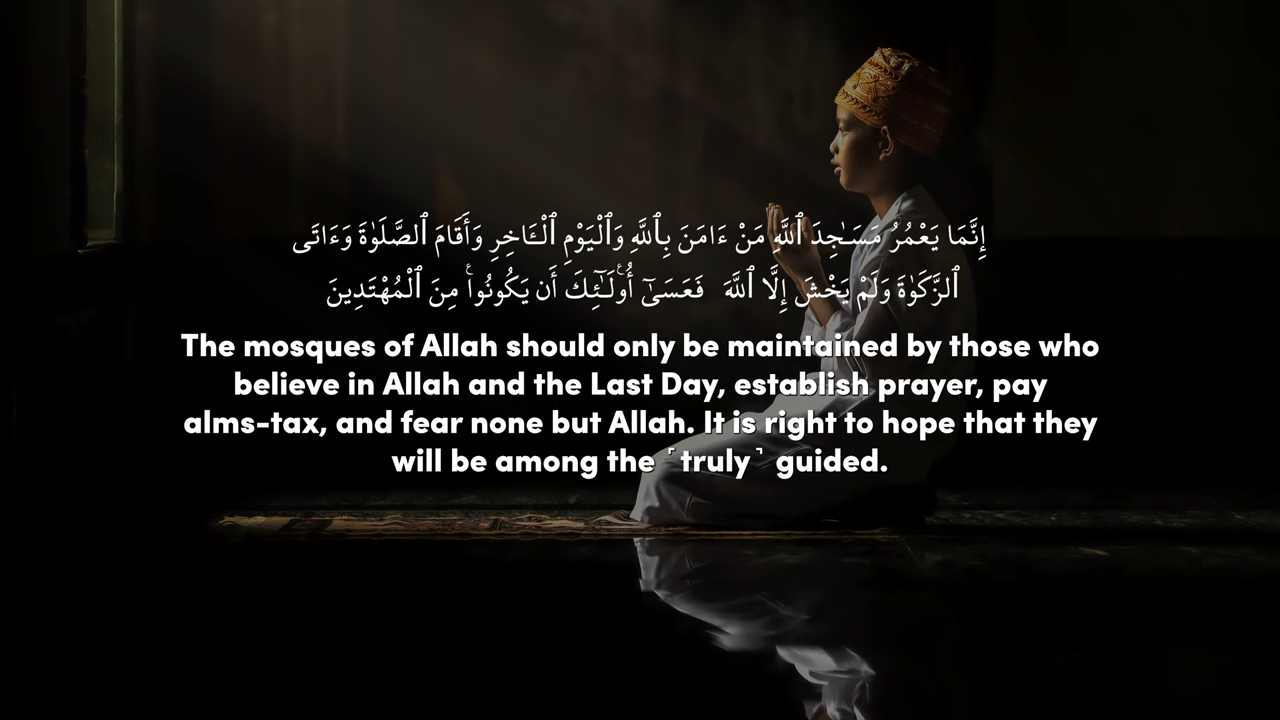 إِنَّمَا يَعْمُرُ مَسَـٰجِدَ ٱللَّهِ مَنْ ءَامَنَ بِٱللَّهِ وَٱلْيَوْمِ ٱلْـَٔاخِرِ وَأَقَامَ ٱلصَّلَوٰةَ وَءَاتَى
ٱلزَّكَوٰةَ وَلَمْ يَخْشَ إِلَّا ٱللَّهَ فَعَسَىٰٓ أُو۟لَـٰٓئِكَ أَن يَكُونُوا۟ مِنَ ٱلْمُهْتَدِينَ
The mosques of Allah should only be maintained by those who
believe in Allah and the Last Day, establish prayer, pay
alms-tax, and fear none but Allah. It is right to hope that they
will be among the ˹truly˺ guided.